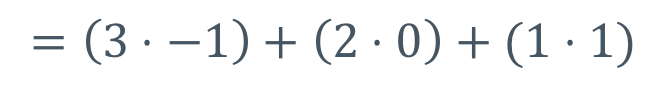 = (3 · −1) + (2 · 0) + (1 · 1)